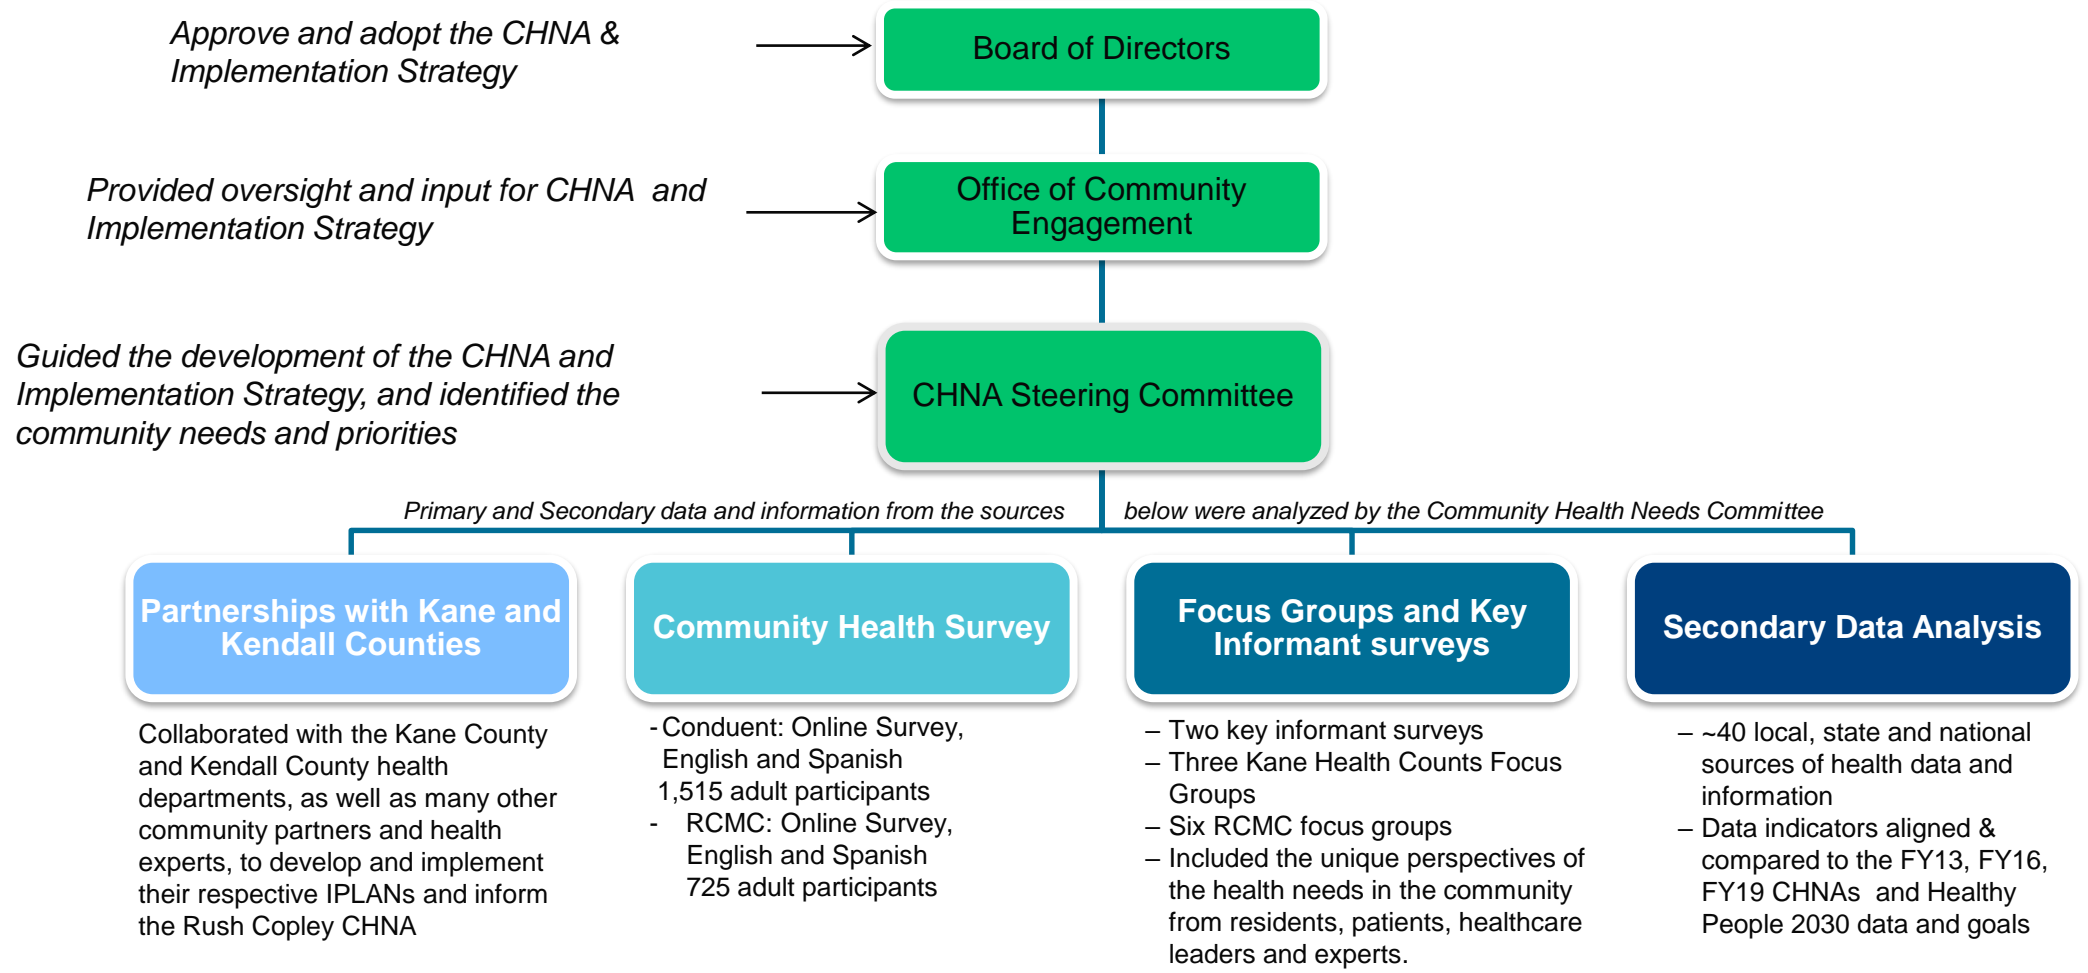 Approve and adopt the CHNA &
Implementation Strategy
Board of Directors
Provided oversight and input for CHNA  and
Implementation Strategy
Office of Community
Engagement
Guided the development of the CHNA and
Implementation Strategy, and identified the
community needs and priorities
CHNA Steering Committee
Primary and Secondary data and information from the sources below were analyzed by the Community Health Needs Committee
Partnerships with Kane and
Kendall Counties
Collaborated with the Kane County
and Kendall County health
departments, as well as many other
community partners and health
experts, to develop and implement
their respective IPLANs and inform
the Rush Copley CHNA
Community Health Survey
- Conduent: Online Survey,
English and Spanish
1,515 adult participants
- RCMC: Online Survey,
English and Spanish
725 adult participants
Focus Groups and Key
Informant surveys
– Two key informant surveys
– Three Kane Health Counts Focus
Groups
– Six RCMC focus groups
– Included the unique perspectives of
the health needs in the community
from residents, patients, healthcare
leaders and experts.
Secondary Data Analysis
– ~40 local, state and national
sources of health data and
information
– Data indicators aligned &
compared to the FY13, FY16,
FY19 CHNAs  and Healthy
People 2030 data and goals